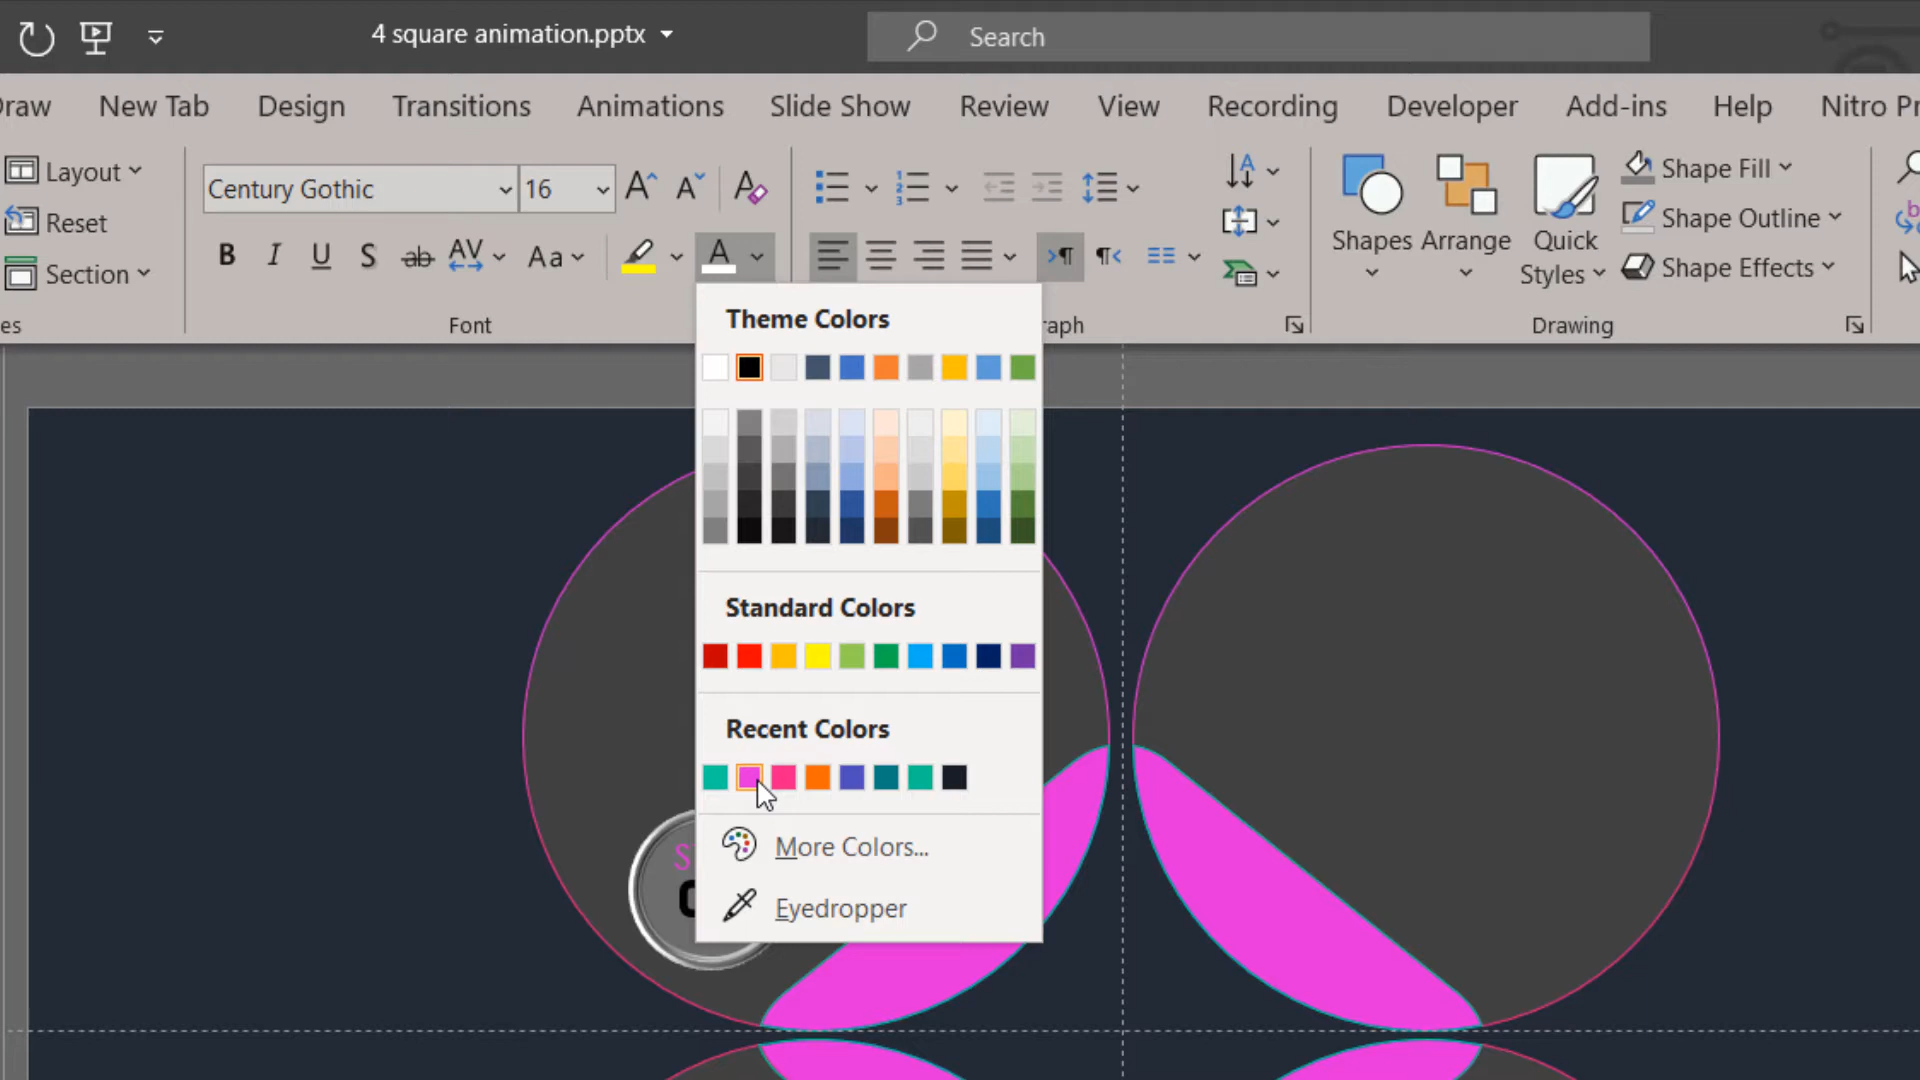 4 square animation.pptx
Search
Draw New Tab Design Transitions Animations Slide Show Review View Recording Developer Add-ins Help Nitro Pr
Layout
Reset
Section
es
Century Gothic 16
B I U S ab AV Aa A
Font
raph
Shapes
Arrange
Quick
Styles
Shape Fill
Shape Outline
Shape Effects
Drawing
Theme Colors
Standard Colors
Recent Colors
More Colors...
Eyedropper